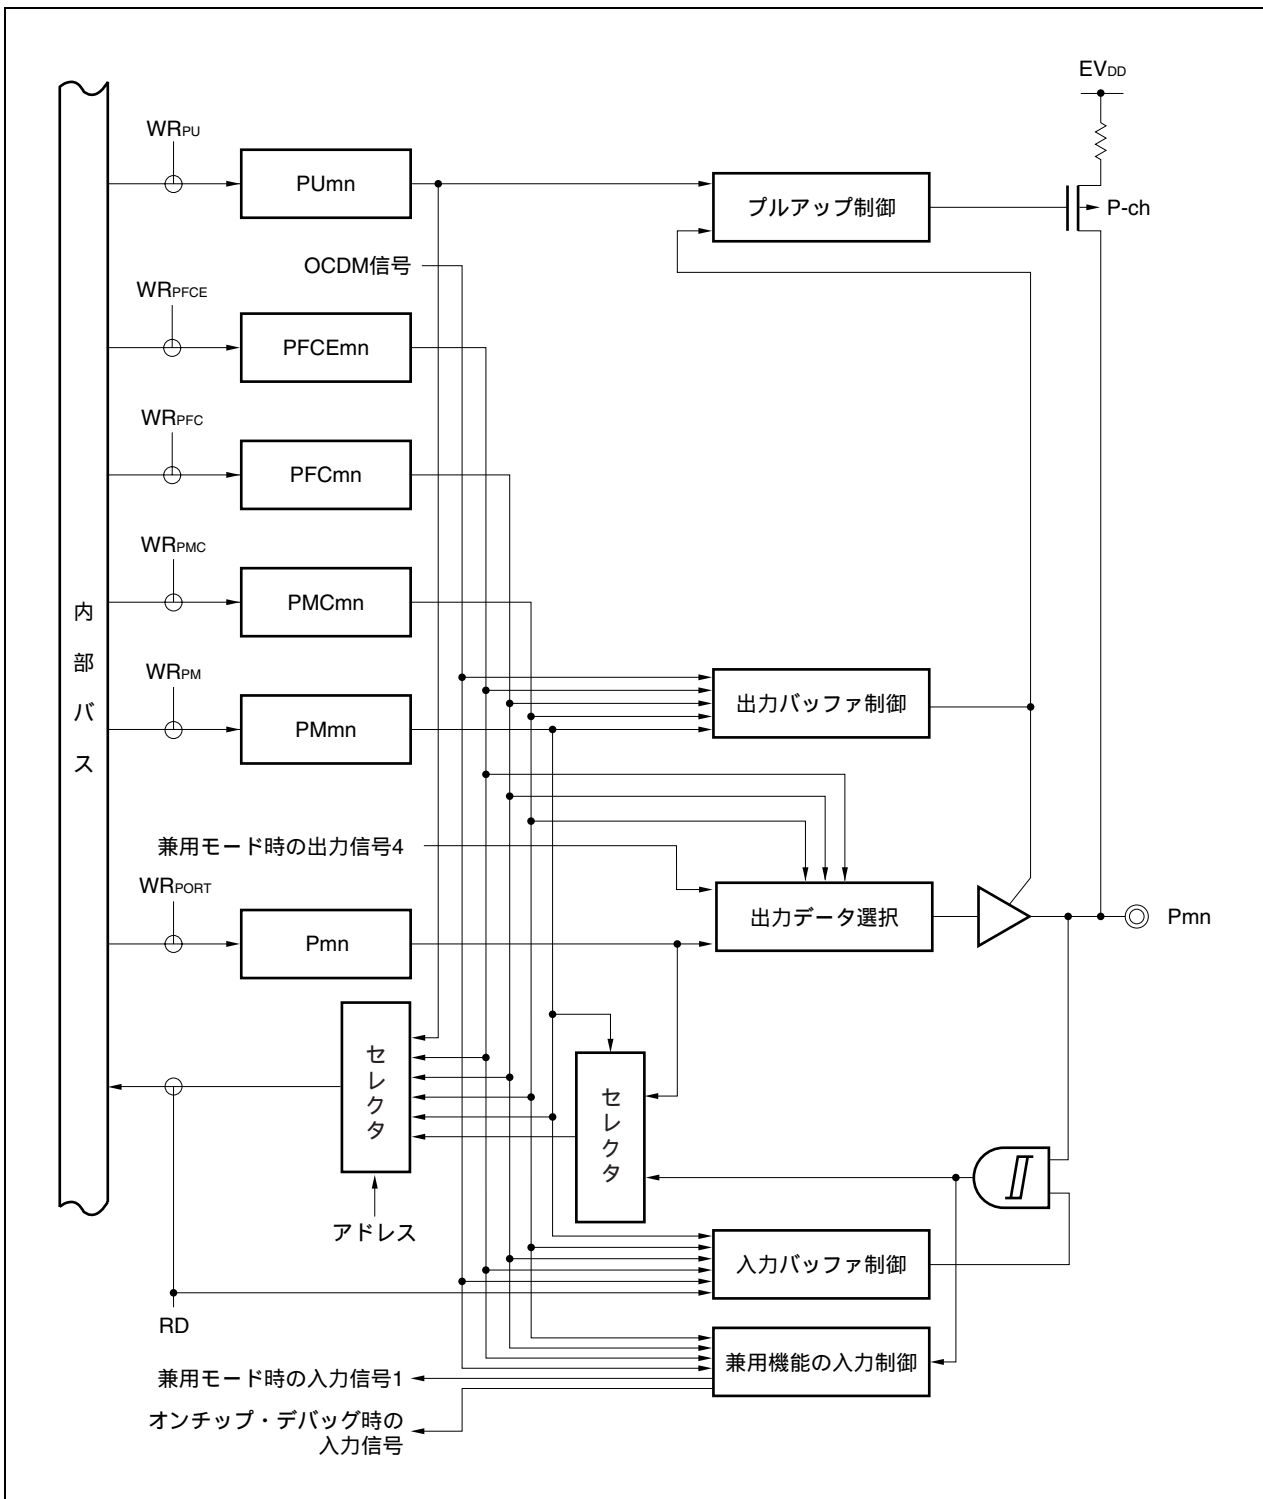 EVDD
WRPU
PUmn
プルアップ制御
P-ch
OCDM信号
WRPFCE
PFCEmn
WRPFC
PFCmn
WRPMC
PMCmn
内部バス
WRPM
PMmn
出力バッファ制御
兼用モード時の出力信号4
WRPORT
Pmn
出力データ選択
Pmn
セレクタ
セレクタ
アドレス
入力バッファ制御
RD
兼用機能の入力制御
兼用モード時の入力信号1
オンチップ・デバッグ時の
入力信号